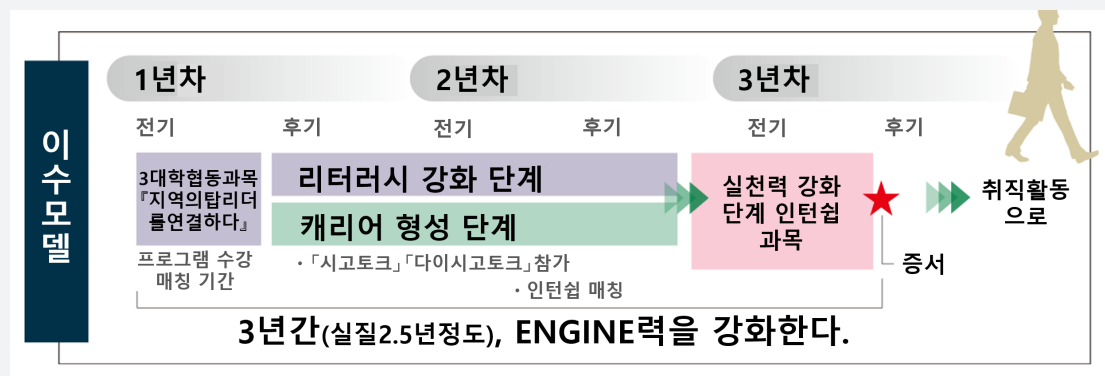 이수모델
1년차
2년차
3년차
전기
후기
전기
후기
전기
후기
3대학협동과목
『지역의탑리더
를연결하다』
리터러시 강화 단계
캐리어 형성 단계
실천력 강화
단계 인턴쉽
과목
취직활동
으로
프로그램 수강
매칭 기간
·「시고토크」「다이시고토크」참가
· 인턴쉽 매칭
증서
3년간(실질2.5년정도), ENGINE력을 강화한다.